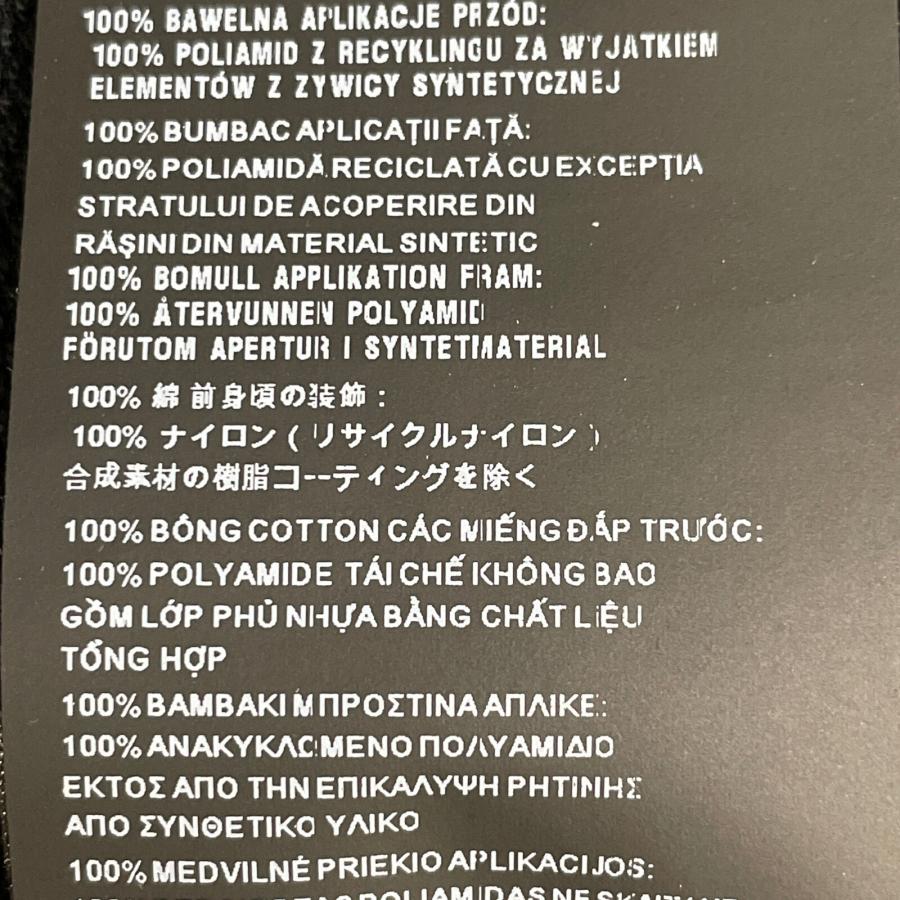 100% BAWEŁNA APLIKACJE PRZÓD:
100% POLIAMID Z RECYKLINGU ZA WYJATKIEM
ELEMENTÓW Z ZYWICY SYNTETYCZNEJ
100% BUMBAC APLICAȚII FAȚĂ:
100% POLIAMIDĂ RECICLATĂ CU EXCEPȚIA
STRATULUI DE ACOPERIRE DIN
RĂȘINI DIN MATERIAL SINTETIC
100% BOMULL APPLIKATION FRAM:
100% ÅTERVUNNEN POLYAMID
FÖRUTOM APERTUR I SYNTETMATERIAL
100% 綿 前身頃の装飾：
100% ナイロン（リサイクルナイロン）
合成素材の樹脂コーティングを除く
100% BÔNG COTTON CÁC MIẾNG ĐẮP TRƯỚC:
100% POLYAMIDE TÁI CHẾ KHÔNG BAO
GỒM LỚP PHỦ NHỰA BẰNG CHẤT LIỆU
TỔNG HỢP
100% ΒΑΜΒΑΚΙ ΜΠΡΟΣΤΙΝΑ ΑΠΛΙΚΕ:
100% ΑΝΑΚΥΚΛΩΜΕΝΟ ΠΟΛΥΑΜΙΔΙΟ
ΕΚΤΟΣ ΑΠΟ ΤΗΝ ΕΠΙΚΑΛΥΨΗ ΡΗΤΙΝΗΣ
ΑΠΟ ΣΥΝΘΕΤΙΚΟ ΥΛΙΚΟ
100% MEDVILNĖ PRIEKIO APLIKACIJOS: